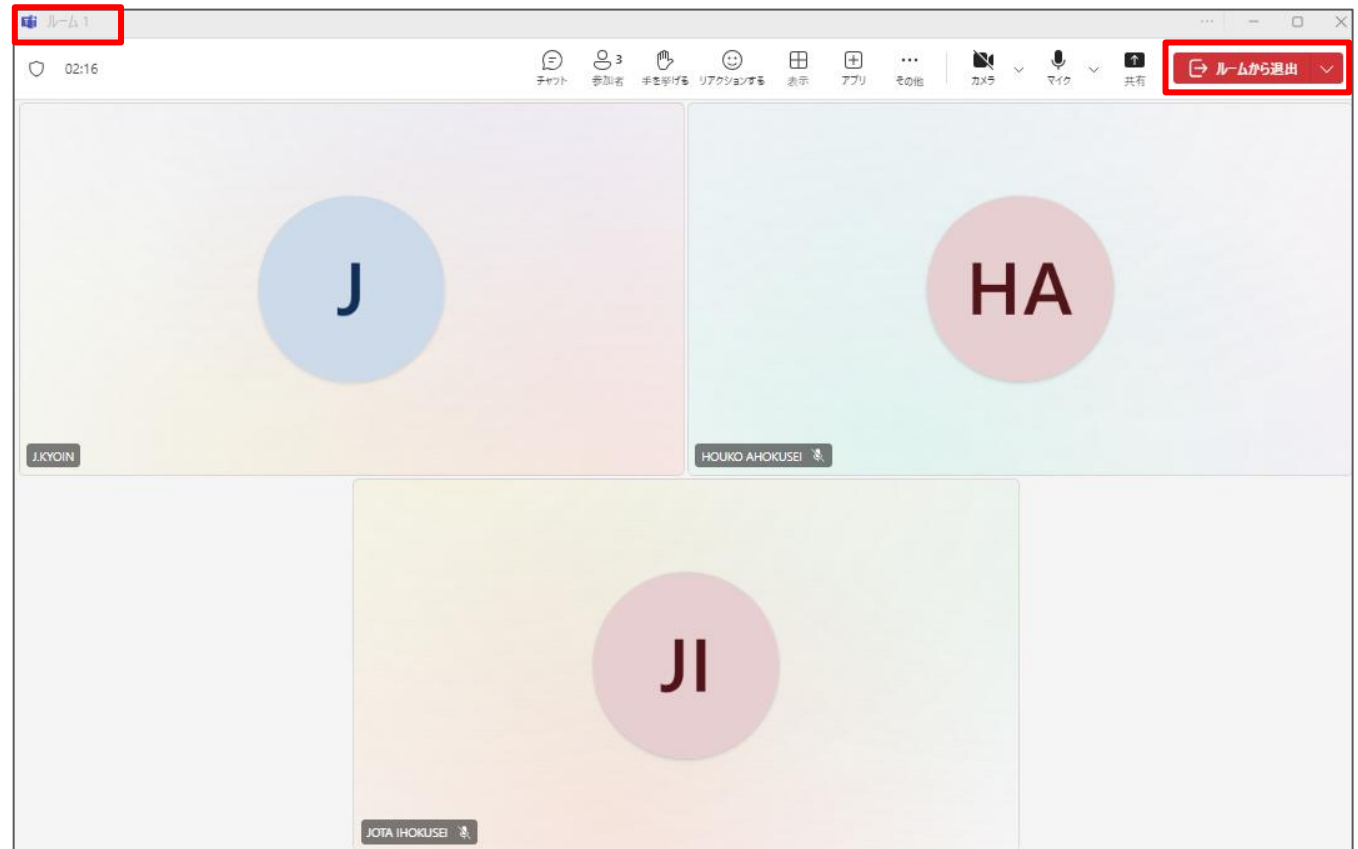 ルーム 1
02:16
チャット
3
参加者
手を挙げる
リアクションする
表示
アプリ
その他
カメラ
マイク
共有
ルームから退出
J
HA
J.KYOIN
HOUKO AHOKUSEI
JI
JOTA IHOKUSEI